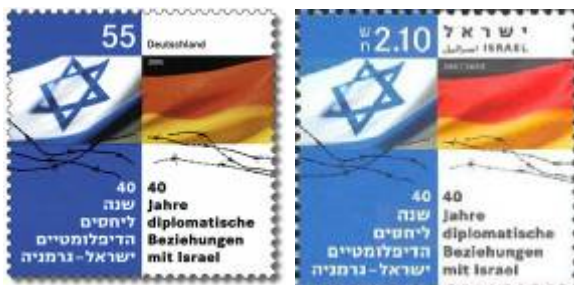 55
Deutschland
2005
40
שנה
ליחסים
הדיפלומטיים
ישראל-גרמניה
40
Jahre
diplomatische
Beziehungen
mit Israel
ש"ח 2.10
ישראל
ISRAEL اسرائيل
40
שנה
ליחסים
הדיפלומטיים
ישראל-גרמניה
40
Jahre
diplomatische
Beziehungen
mit Israel